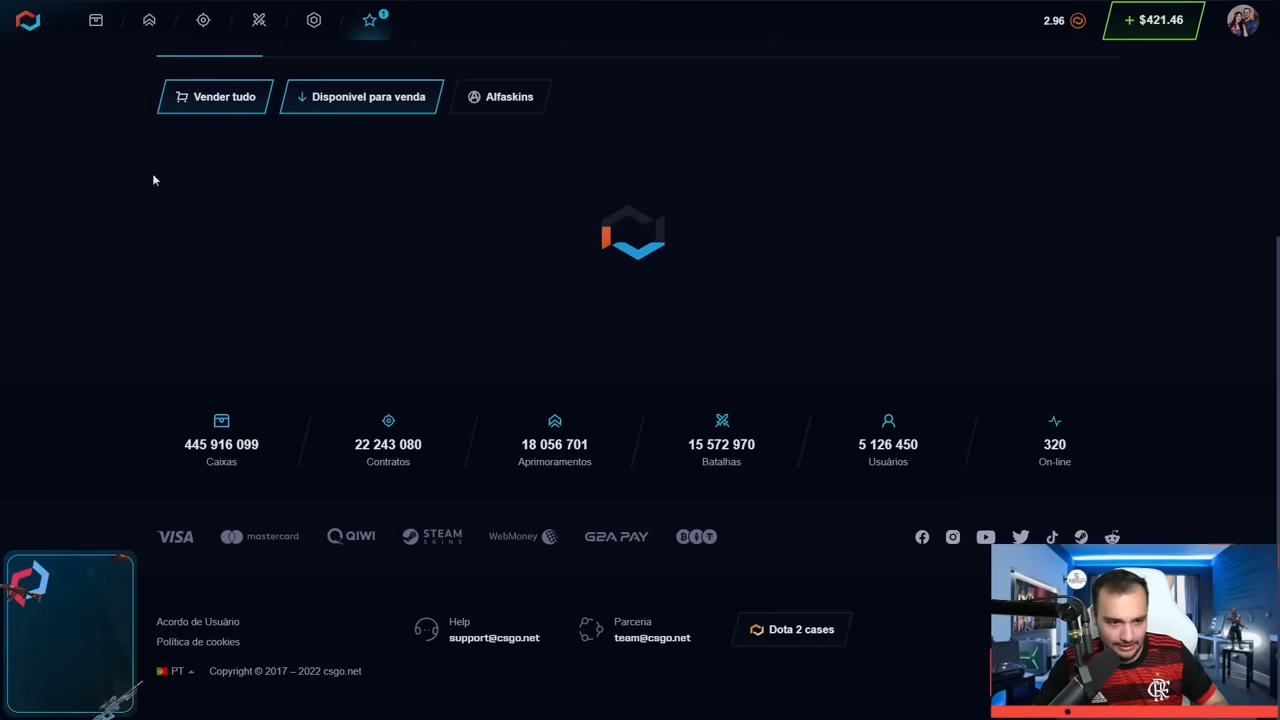 1
2.96
+ $421.46
Vender tudo
Disponivel para venda
Alfaskins
445 916 099
Caixas
22 243 080
Contratos
18 056 701
Aprimoramentos
15 572 970
Batalhas
5 126 450
Usuários
320
On-line
VISA
mastercard
QIWI
STEAM
SKINS
WebMoney
G2A PAY
Acordo de Usuário
Política de cookies
Help
support@csgo.net
Parceria
team@csgo.net
Dota 2 cases
PT
Copyright © 2017 – 2022 csgo.net